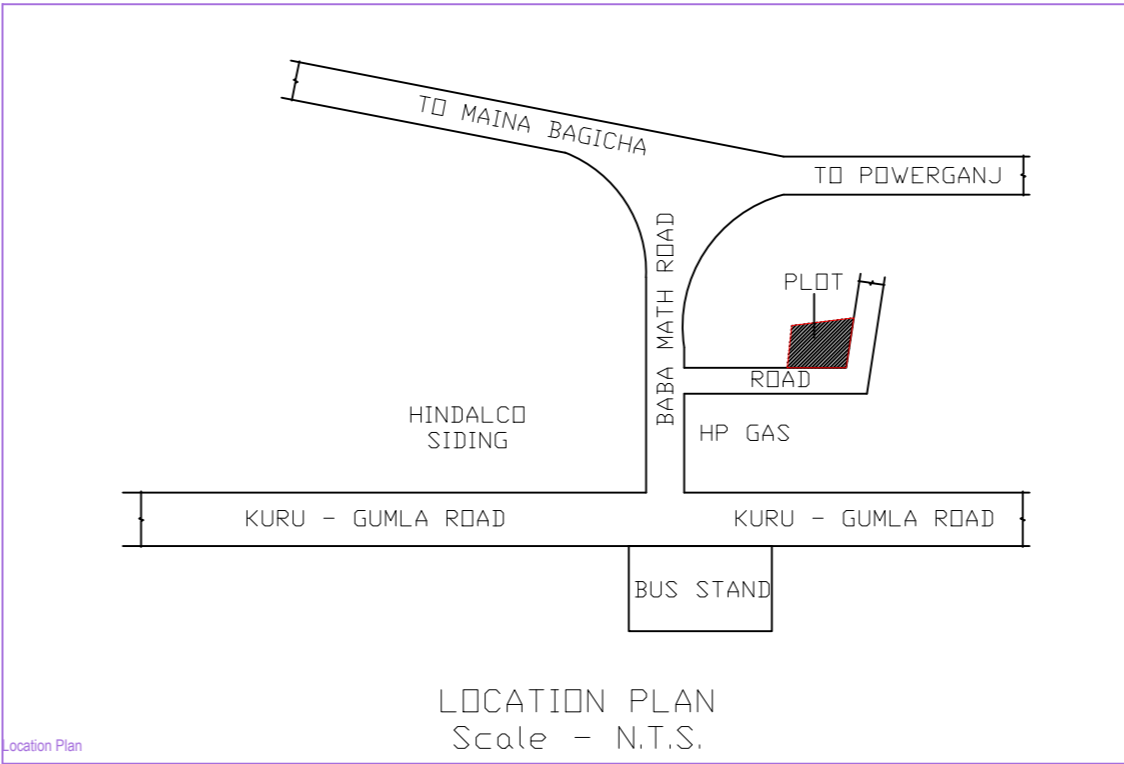 TO MAINA BAGICHA
TO POWERGANJ
BABA MATH ROAD
PLOT
ROAD
HINDALCO
SIDING
HP GAS
KURU - GUMLA ROAD
KURU - GUMLA ROAD
BUS STAND
LOCATION PLAN
Scale - N.T.S.
Location Plan